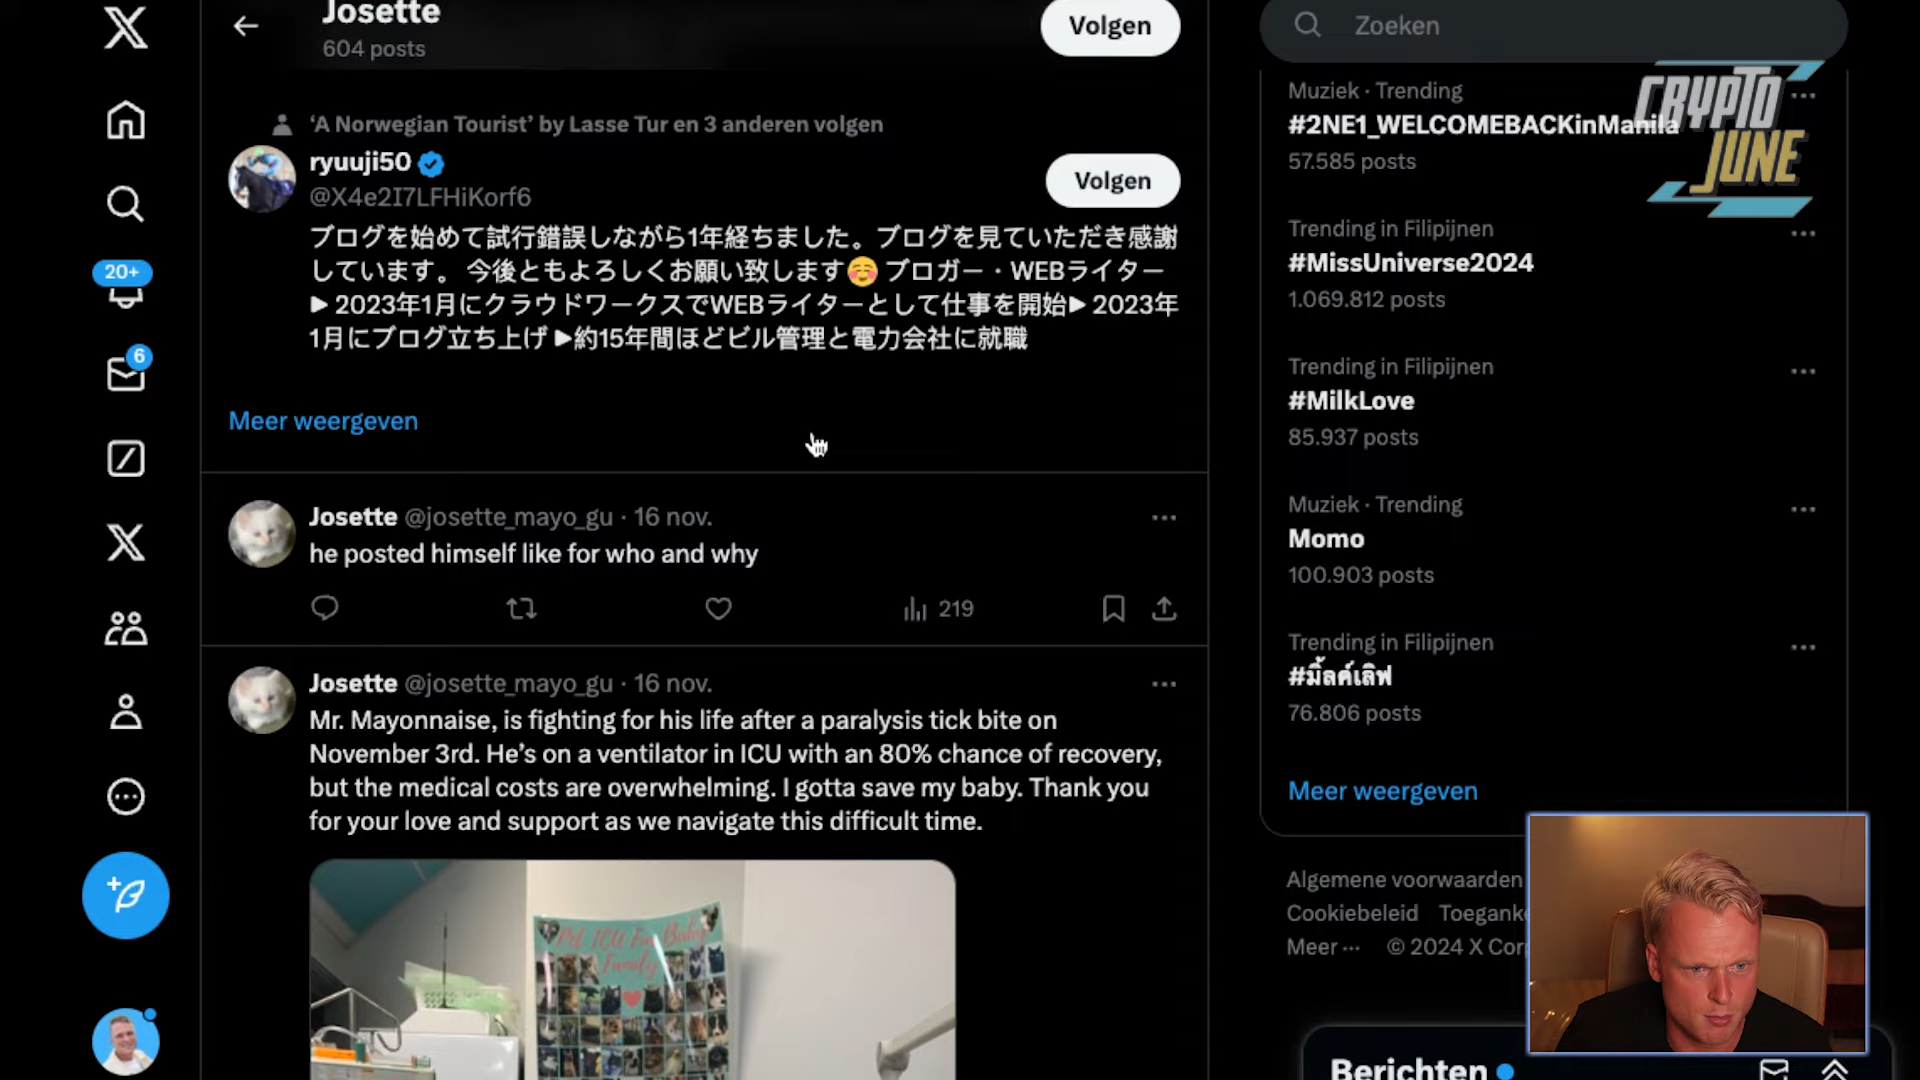 Josette
604 posts
Volgen
20+
6
'A Norwegian Tourist' by Lasse Tur en 3 anderen volgen
ryuuji50
@X4e2I7LFHiKorf6
Volgen
ブログを始めて試行錯誤しながら1年経ちました。ブログを見ていただき感謝
しています。 今後ともよろしくお願い致します☺️ ブロガー・WEBライター
▶ 2023年1月にクラウドワークスでWEBライターとして仕事を開始▶ 2023年
1月にブログ立ち上げ ▶約15年間ほどビル管理と電力会社に就職
Meer weergeven
Josette @josette_mayo_gu · 16 nov.
he posted himself like for who and why
219
Josette @josette_mayo_gu · 16 nov.
Mr. Mayonnaise, is fighting for his life after a paralysis tick bite on
November 3rd. He's on a ventilator in ICU with an 80% chance of recovery,
but the medical costs are overwhelming. I gotta save my baby. Thank you
for your love and support as we navigate this difficult time.
Pet ICU Fur Baby
Family
Zoeken
CRYPTO
JUNE
Muziek · Trending
#2NE1_WELCOMEBACKinManila
57.585 posts
Trending in Filipijnen
#MissUniverse2024
1.069.812 posts
Trending in Filipijnen
#MilkLove
85.937 posts
Muziek · Trending
Momo
100.903 posts
Trending in Filipijnen
#มิ้ลค์เลิฟ
76.806 posts
Meer weergeven
Algemene voorwaarden
Cookiebeleid Toegank
Meer ··· © 2024 X Cor
Berichten